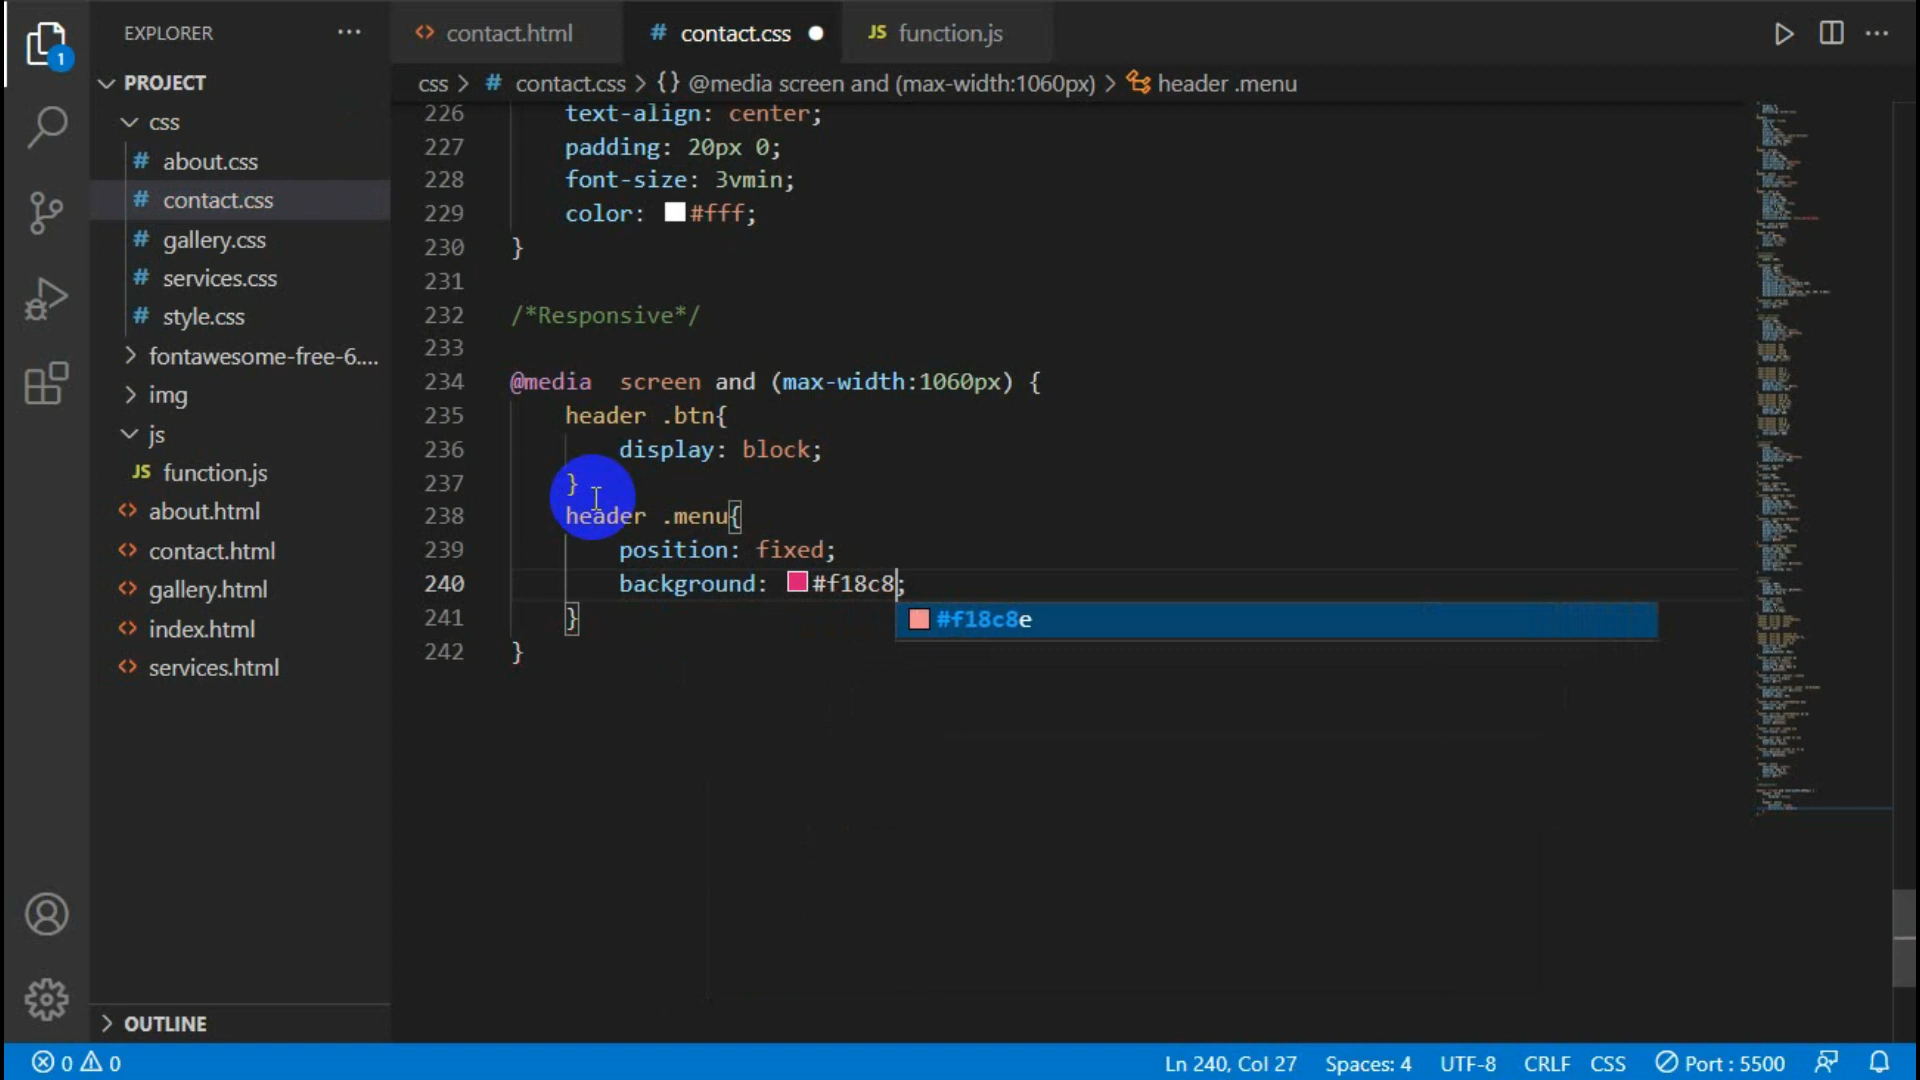 EXPLORER
contact.html
contact.css
JS function.js
1
PROJECT
css
# about.css
# contact.css
# gallery.css
# services.css
# style.css
fontawesome-free-6....
img
js
JS function.js
<> about.html
<> contact.html
<> gallery.html
<> index.html
<> services.html
OUTLINE
css > # contact.css > {} @media screen and (max-width:1060px) > header .menu
226 text-align: center;
227 padding: 20px 0;
228 font-size: 3vmin;
229 color: #fff;
230 }
231
232 /*Responsive*/
233
234 @media  screen and (max-width:1060px) {
235 header .btn{
236 display: block;
237 }
238 header .menu{
239 position: fixed;
240 background: #f18c8;
#f18c8e
241 }
242 }
0 0
Ln 240, Col 27
Spaces: 4
UTF-8
CRLF
CSS
Port : 5500